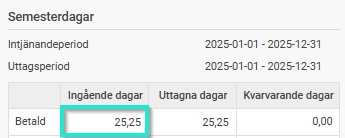 Semesterdagar
Intjänandeperiod 2025-01-01 - 2025-12-31
Uttagsperiod 2025-01-01 - 2025-12-31
Ingående dagar Uttagna dagar Kvarvarande dagar
Betald 25,25 25,25 0,00